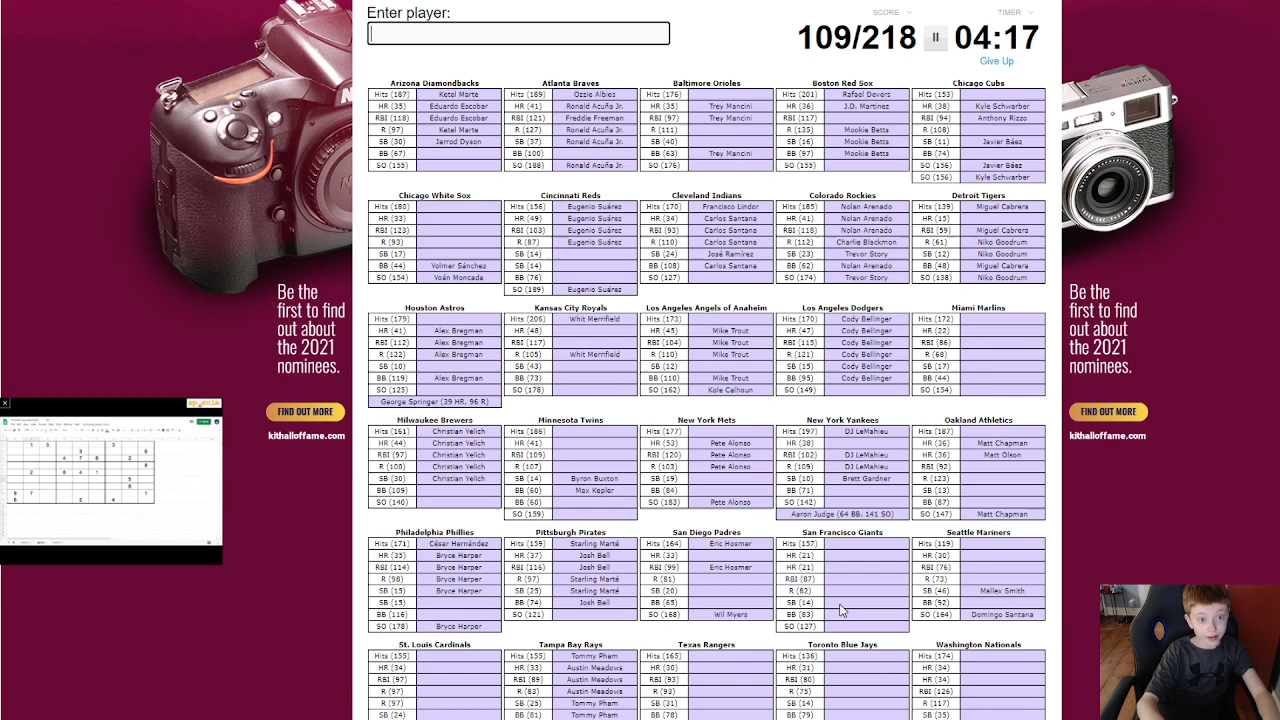 Enter player:
SCORE
TIMER
109/218
04:17
Give Up
Be the
first to find
out about
the 2021
nominees.
FIND OUT MORE
kithalloffame.com
Be the
first to find
out about
the 2021
nominees.
FIND OUT MORE
kithalloffame.com
Arizona Diamondbacks
Hits (187) Ketel Marte
HR (35) Eduardo Escobar
RBI (118) Eduardo Escobar
R (97) Ketel Marte
SB (30) Jarrod Dyson
BB (67)
SO (155)
Atlanta Braves
Hits (189) Ozzie Albies
HR (41) Ronald Acuña Jr.
RBI (121) Freddie Freeman
R (127) Ronald Acuña Jr.
SB (37) Ronald Acuña Jr.
BB (100)
SO (188) Ronald Acuña Jr.
Baltimore Orioles
Hits (176)
HR (35) Trey Mancini
RBI (97) Trey Mancini
R (111)
SB (40)
BB (63) Trey Mancini
SO (176)
Boston Red Sox
Hits (201) Rafael Devers
HR (36) J.D. Martinez
RBI (117)
R (135) Mookie Betts
SB (16) Mookie Betts
BB (97) Mookie Betts
SO (155)
Chicago Cubs
Hits (153)
HR (38) Kyle Schwarber
RBI (94) Anthony Rizzo
R (108)
SB (11) Javier Báez
BB (74)
SO (156) Javier Báez
SO (156) Kyle Schwarber
Chicago White Sox
Hits (180)
HR (33)
RBI (123)
R (93)
SB (17)
BB (44) Yolmer Sánchez
SO (154) Yoán Moncada
Cincinnati Reds
Hits (156) Eugenio Suárez
HR (49) Eugenio Suárez
RBI (103) Eugenio Suárez
R (87) Eugenio Suárez
SB (14)
SB (14)
BB (76)
SO (189) Eugenio Suárez
Cleveland Indians
Hits (170) Francisco Lindor
HR (34) Carlos Santana
RBI (93) Carlos Santana
R (110) Carlos Santana
SB (24) José Ramírez
BB (108) Carlos Santana
SO (127)
Colorado Rockies
Hits (185) Nolan Arenado
HR (41) Nolan Arenado
RBI (118) Nolan Arenado
R (112) Charlie Blackmon
SB (23) Trevor Story
BB (62) Nolan Arenado
SO (174) Trevor Story
Detroit Tigers
Hits (139) Miguel Cabrera
HR (15)
RBI (59) Miguel Cabrera
R (61) Niko Goodrum
SB (12) Niko Goodrum
BB (48) Miguel Cabrera
SO (138) Niko Goodrum
Houston Astros
Hits (179)
HR (41) Alex Bregman
RBI (112) Alex Bregman
R (122) Alex Bregman
SB (10)
BB (119) Alex Bregman
SO (125)
George Springer (39 HR, 96 R)
Kansas City Royals
Hits (206) Whit Merrifield
HR (48)
RBI (117)
R (105) Whit Merrifield
SB (43)
BB (73)
SO (178)
Los Angeles Angels of Anaheim
Hits (173)
HR (45) Mike Trout
RBI (104) Mike Trout
R (110) Mike Trout
SB (12)
BB (110) Mike Trout
SO (162) Kole Calhoun
Los Angeles Dodgers
Hits (170) Cody Bellinger
HR (47) Cody Bellinger
RBI (115) Cody Bellinger
R (121) Cody Bellinger
SB (15) Cody Bellinger
BB (95) Cody Bellinger
SO (149)
Miami Marlins
Hits (172)
HR (22)
RBI (86)
R (68)
SB (17)
BB (44)
SO (154)
Milwaukee Brewers
Hits (161) Christian Yelich
HR (44) Christian Yelich
RBI (97) Christian Yelich
R (100) Christian Yelich
SB (30) Christian Yelich
BB (109)
SO (140)
Minnesota Twins
Hits (186)
HR (41)
RBI (109)
R (107)
SB (14) Byron Buxton
BB (60) Max Kepler
BB (60)
SO (159)
New York Mets
Hits (177)
HR (53) Pete Alonso
RBI (120) Pete Alonso
R (103) Pete Alonso
SB (19)
BB (84)
SO (183) Pete Alonso
New York Yankees
Hits (197) DJ LeMahieu
HR (38)
RBI (102) DJ LeMahieu
R (109) DJ LeMahieu
SB (10) Brett Gardner
BB (71)
SO (142)
Aaron Judge (64 BB, 141 SO)
Oakland Athletics
Hits (187)
HR (36) Matt Chapman
HR (36) Matt Olson
RBI (92)
R (123)
SB (13)
BB (87)
SO (147) Matt Chapman
Philadelphia Phillies
Hits (171) César Hernández
HR (35) Bryce Harper
RBI (114) Bryce Harper
R (98) Bryce Harper
SB (15) Bryce Harper
SB (15)
BB (116)
SO (178) Bryce Harper
Pittsburgh Pirates
Hits (159) Starling Marté
HR (37) Josh Bell
RBI (116) Josh Bell
R (97) Starling Marté
SB (25) Starling Marté
BB (74) Josh Bell
SO (121)
San Diego Padres
Hits (164) Eric Hosmer
HR (33)
RBI (99) Eric Hosmer
R (81)
SB (20)
BB (65)
SO (168) Wil Myers
San Francisco Giants
Hits (157)
HR (21)
HR (21)
RBI (87)
R (82)
SB (14)
BB (83)
SO (127)
Seattle Mariners
Hits (119)
HR (30)
RBI (76)
R (73)
SB (46) Mallex Smith
BB (92)
SO (164) Domingo Santana
St. Louis Cardinals
Hits (155)
HR (34)
RBI (97)
R (97)
SB (24)
Tampa Bay Rays
Hits (155) Tommy Pham
HR (33) Austin Meadows
RBI (89) Austin Meadows
R (83) Austin Meadows
SB (25) Tommy Pham
BB (81) Tommy Pham
Texas Rangers
Hits (165)
HR (30)
RBI (93)
R (93)
SB (31)
BB (78)
Toronto Blue Jays
Hits (136)
HR (31)
RBI (80)
R (75)
SB (14)
BB (79)
Washington Nationals
Hits (174)
HR (34)
HR (34)
RBI (126)
R (117)
SB (35)